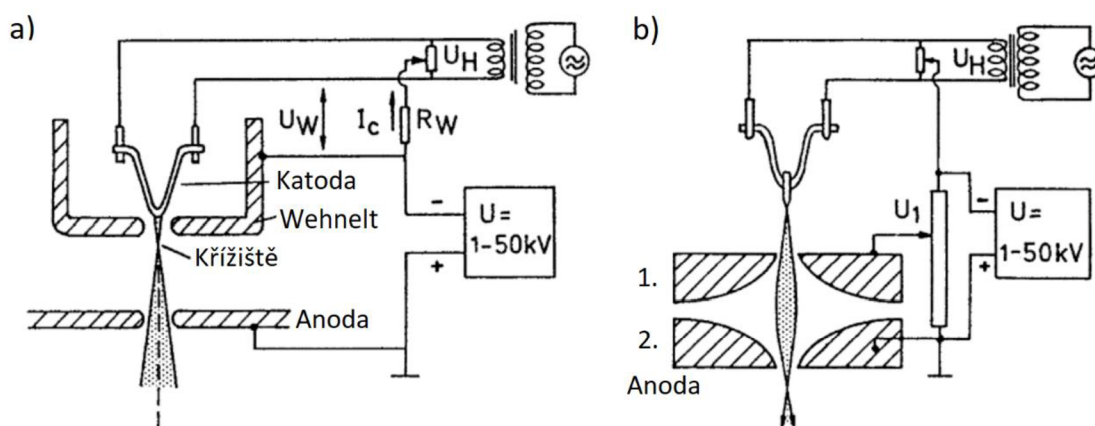 a)
U_H
U_W
I_c
R_W
Katoda
Wehnelt
Křížiště
Anoda
-
U=
1-50kV
+
b)
U_H
U_1
1.
2.
Anoda
-
U=
1-50kV
+